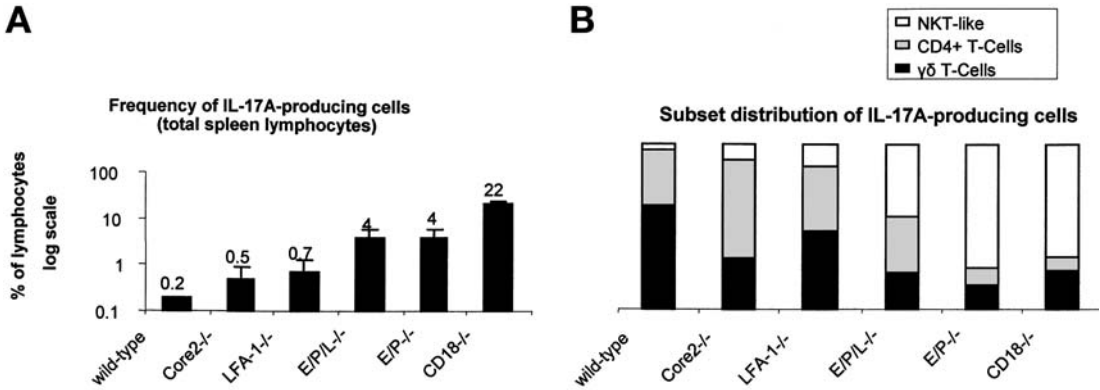 A
Frequency of IL-17A-producing cells
(total spleen lymphocytes)
% of lymphocytes
log scale
100
10
1
0.1
0.2
0.5
0.7
4
4
22
wild-type
Core2-/-
LFA-1-/-
E/P/L-/-
E/P-/-
CD18-/-
B
NKT-like
CD4+ T-Cells
γδ T-Cells
Subset distribution of IL-17A-producing cells
wild-type
Core2-/-
LFA-1-/-
E/P/L-/-
E/P-/-
CD18-/-